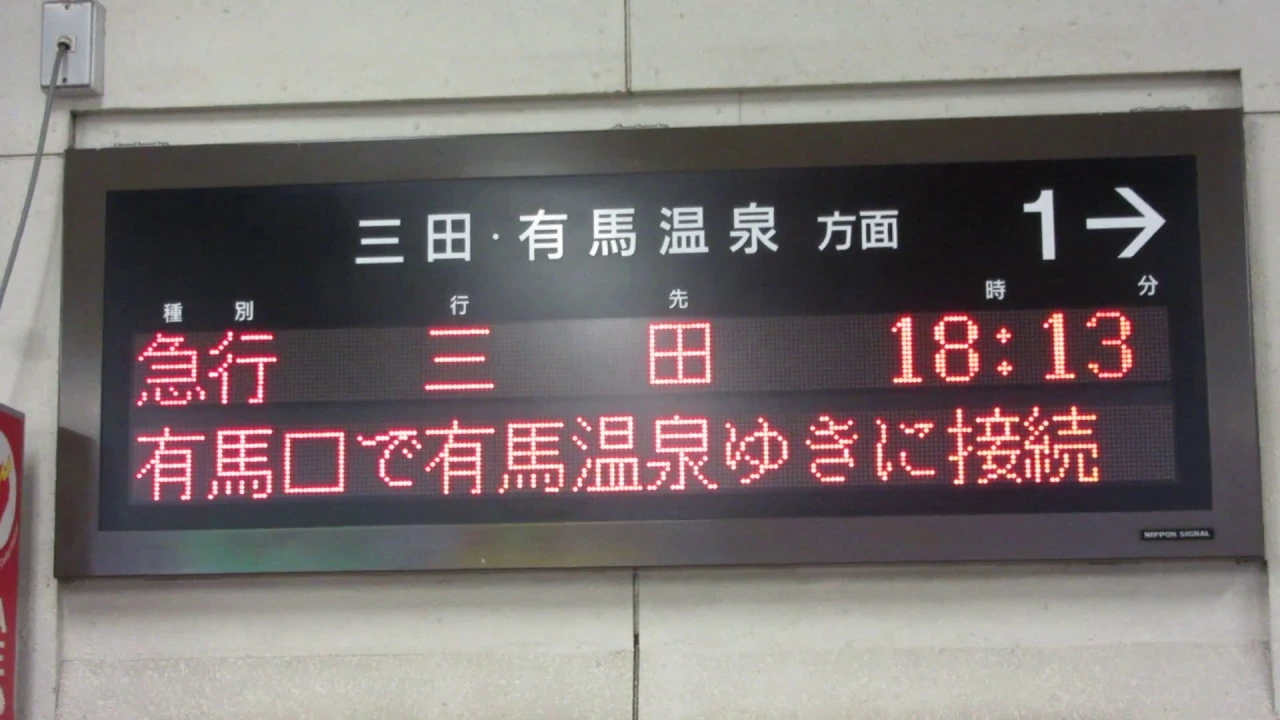 三田・有馬温泉 方面 1→
種別 行先 時 分
急行 三田 18:13
有馬口で有馬温泉ゆきに接続
NIPPON SIGNAL